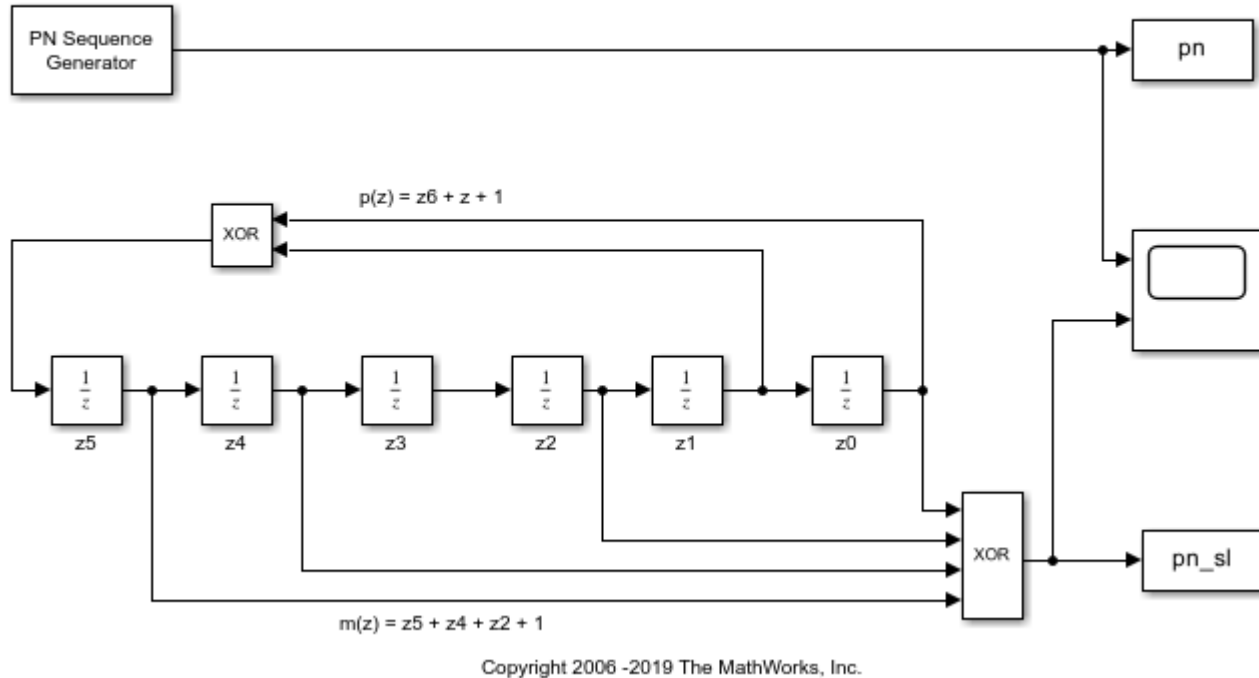 PN Sequence
Generator
pn
p(z) = z6 + z + 1
XOR
1
z
1
z
1
z
1
z
1
z
1
z
z5
z4
z3
z2
z1
z0
XOR
pn_sl
m(z) = z5 + z4 + z2 + 1
Copyright 2006 -2019 The MathWorks, Inc.